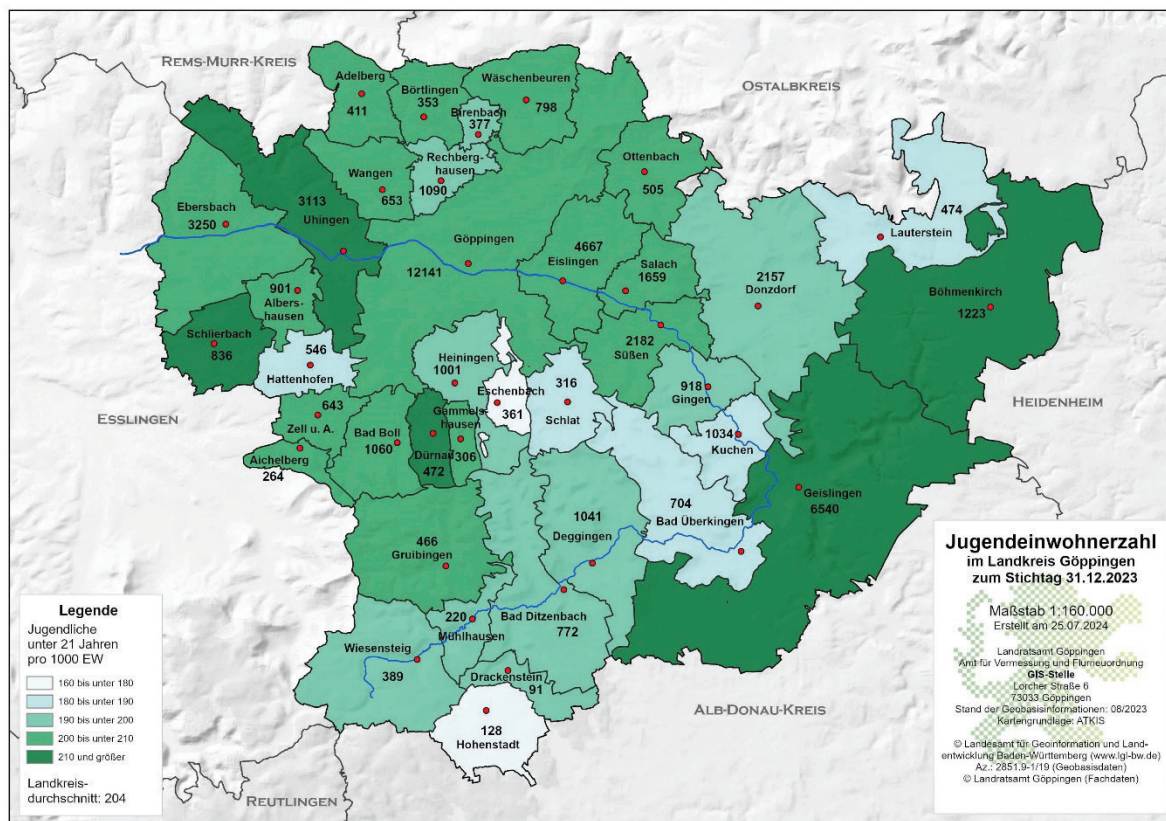 REMS-MURR-KREIS
OSTALBKREIS
Adelberg
411
Börtlingen
353
Wäschenbeuren
798
Birenbach
377
Rechberg-
hausen
1090
Wangen
653
Ottenbach
505
Ebersbach
3250
3113
Uhingen
Göppingen
12141
4667
Eislingen
Salach
1659
2157
Donzdorf
474
Lauterstein
Böhmenkirch
1223
901
Albers-
hausen
Schlierbach
836
546
Hattenhofen
Heiningen
1001
2182
Süßen
Eschenbach
361
316
Schlat
918
Gingen
1034
Kuchen
ESSLINGEN
HEIDENHEIM
643
Zell u. A.
Bad Boll
1060
Gammels-
hausen
306
Dürnau
472
Aichelberg
264
Geislingen
6540
704
Bad Überkingen
1041
Deggingen
466
Gruibingen
220
Mühlhausen
Bad Ditzenbach
772
Wiesensteig
389
Drackenstein
91
128
Hohenstadt
ALB-DONAU-KREIS
REUTLINGEN
Legende
Jugendliche
unter 21 Jahren
pro 1000 EW
160 bis unter 180
180 bis unter 190
190 bis unter 200
200 bis unter 210
210 und größer
Landkreis-
durchschnitt: 204
Jugendeinwohnerzahl
im Landkreis Göppingen
zum Stichtag 31.12.2023
Maßstab 1:160.000
Erstellt am 25.07.2024
Landratsamt Göppingen
Amt für Vermessung und Flurneuordnung
GIS-Stelle
Lorcher Straße 6
73033 Göppingen
Stand der Geobasisinformationen: 08/2023
Kartengrundlage: ATKIS
© Landesamt für Geoinformation und Land-
entwicklung Baden-Württemberg (www.lgl-bw.de)
Az.: 2851.9-1/19 (Geobasisdaten)
© Landratsamt Göppingen (Fachdaten)